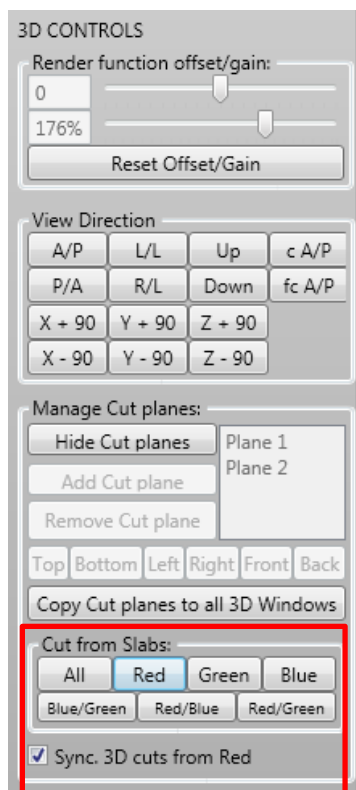 3D CONTROLS
Render function offset/gain:
0
176%
Reset Offset/Gain
View Direction
A/P L/L Up c A/P
P/A R/L Down fc A/P
X + 90 Y + 90 Z + 90
X - 90 Y - 90 Z - 90
Manage Cut planes:
Hide Cut planes Plane 1
Add Cut plane Plane 2
Remove Cut plane
Top Bottom Left Right Front Back
Copy Cut planes to all 3D Windows
Cut from Slabs:
All Red Green Blue
Blue/Green Red/Blue Red/Green
Sync. 3D cuts from Red